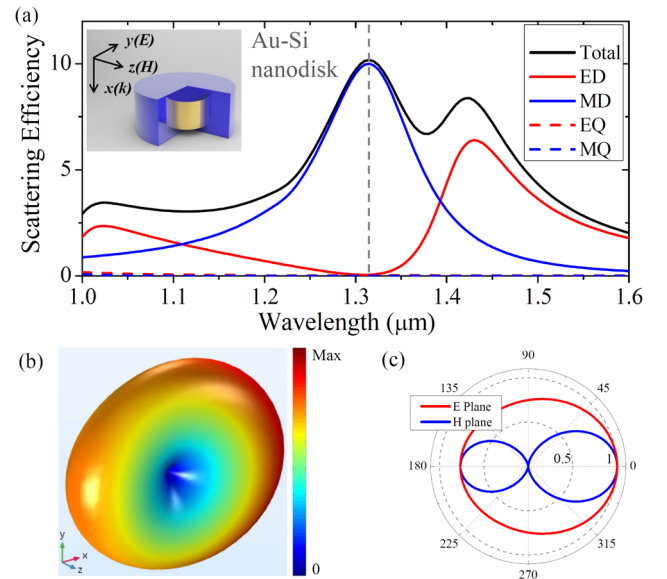 (a)
y(E)
z(H)
x(k)
Au-Si
nanodisk
Total
ED
MD
EQ
MQ
Scattering Efficiency
10
5
0
1.0 1.1 1.2 1.3 1.4 1.5 1.6
Wavelength (μm)
(b)
Max
0
y
x
z
(c)
90
135 45
E Plane
H plane
180 0.5 1 0
225 315
270